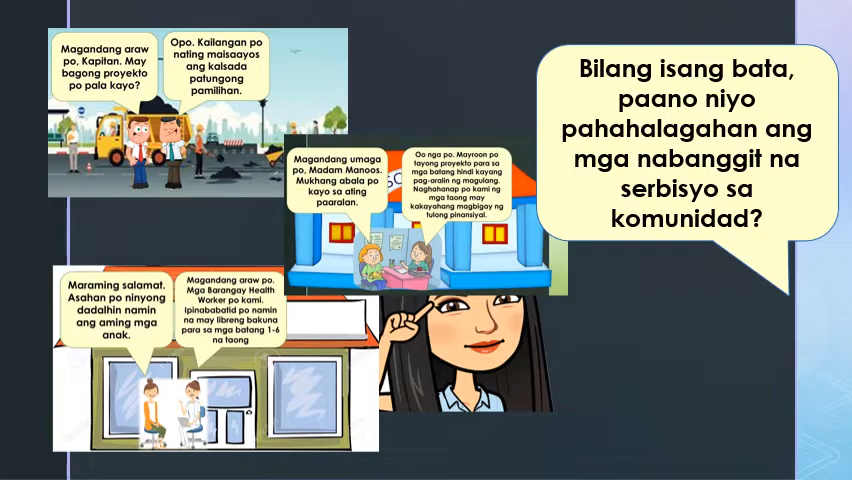 Magandang araw
po, Kapitan. May
bagong proyekto
po pala kayo?
Opo. Kailangan po
nating maisaayos
ang kalsada
patungong
pamilihan.
Magandang umaga
po, Madam Manoos.
Mukhang abala po
kayo sa ating
paaralan.
Oo nga po. Mayroon po
tayong proyekto para sa
mga batang hindi kayang
pag-aralin ng magulang.
Naghahanap po kami ng
mga taong may
kakayahang magbigay ng
tulong pinansiyal.
Maraming salamat.
Asahan po ninyong
dadalhin namin
ang aming mga
anak.
Magandang araw po.
Mga Barangay Health
Worker po kami.
Ipinababatid po namin
na may libreng bakuna
para sa mga batang 1-6
na taong
Bilang isang bata,
paano niyo
pahahalagahan ang
mga nabanggit na
serbisyo sa
komunidad?